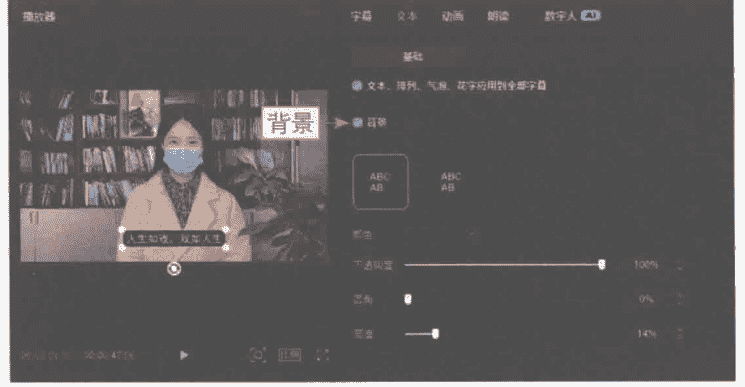 播放器
字幕 文本 动画 朗读 数字人 AI
基础
文本、排列、气泡、花字应用到全部字幕
背景
背景
ABC
AB
ABC
AB
颜色
人生如戏，戏如人生
不透明度 100%
圆角 0%
高度 14%
比例